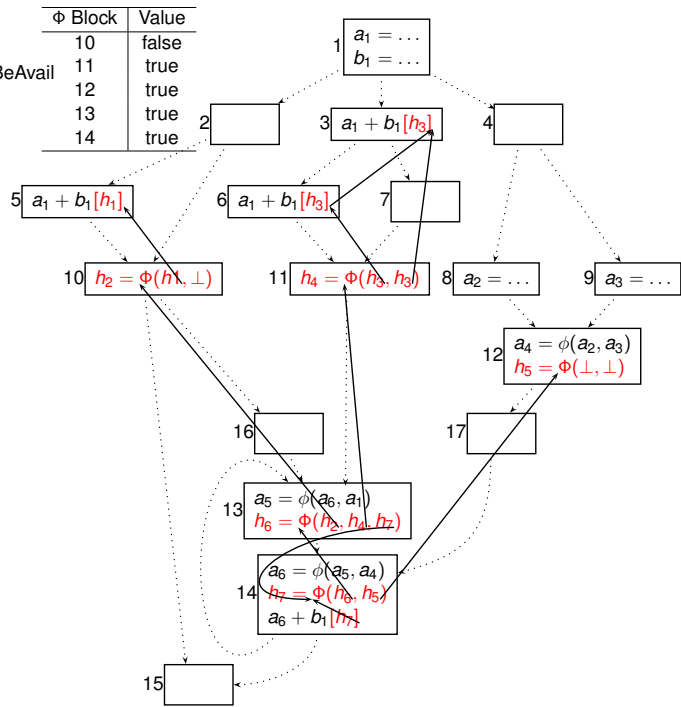 Φ Block Value
10 false
11 true
BeAvail 12 true
13 true
14 true
1 a₁ = …
b₁ = …
2
3 a₁ + b₁[h₃]
4
5 a₁ + b₁[h₁]
6 a₁ + b₁[h₃]
7
10 h₂ = Φ(h1, ⊥)
11 h₄ = Φ(h₃, h₃)
8 a₂ = …
9 a₃ = …
12 a₄ = ϕ(a₂, a₃)
h₅ = Φ(⊥, ⊥)
16
17
13 a₅ = ϕ(a₆, a₁)
h₆ = Φ(h₂, h₄, h₇)
14 a₆ = ϕ(a₅, a₄)
h₇ = Φ(h₆, h₅)
a₆ + b₁[h₇]
15